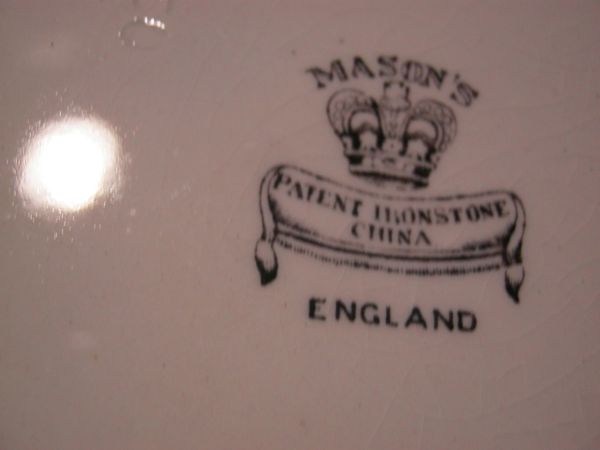 MASON'S
PATENT IRONSTONE
CHINA
ENGLAND